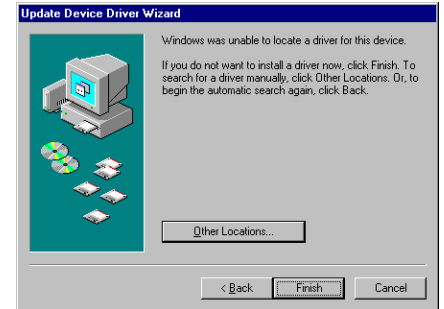 Update Device Driver Wizard
Windows was unable to locate a driver for this device.
If you do not want to install a driver now, click Finish. To
search for a driver manually, click Other Locations. Or, to
begin the automatic search again, click Back.
Other Locations...
< Back
Finish
Cancel